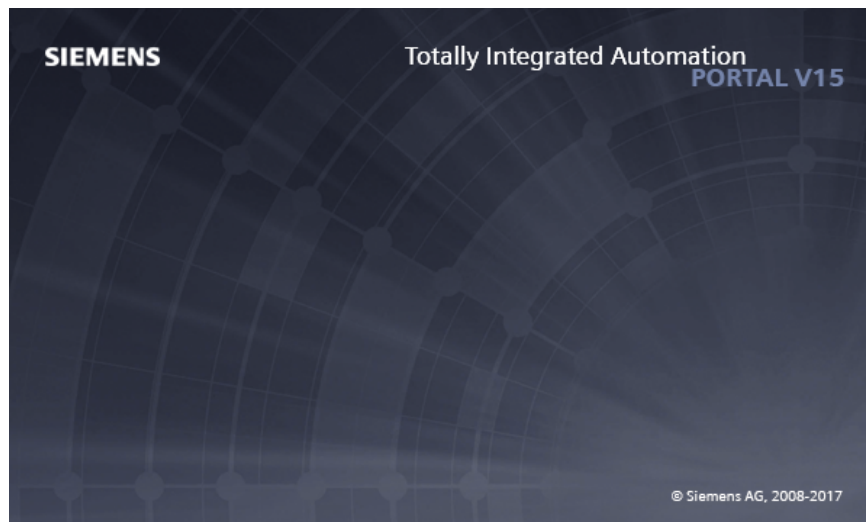 SIEMENS
Totally Integrated Automation
PORTAL V15
© Siemens AG, 2008-2017